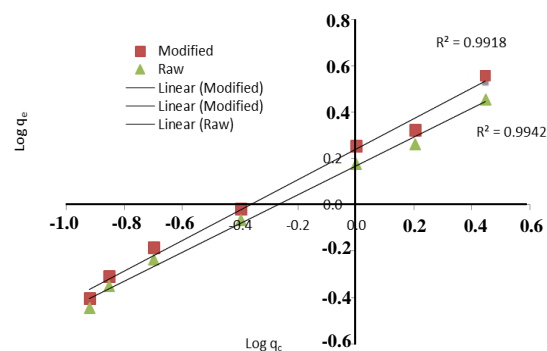 0.8
R² = 0.9918
Modified
Raw
Linear (Modified)
Linear (Modified)
Linear (Raw)
0.6
0.4
R² = 0.9942
0.2
Log qe
0.0
-1.0
-0.8
-0.6
-0.4
-0.2
0.0
0.2
0.4
0.6
-0.2
-0.4
-0.6
Log qc